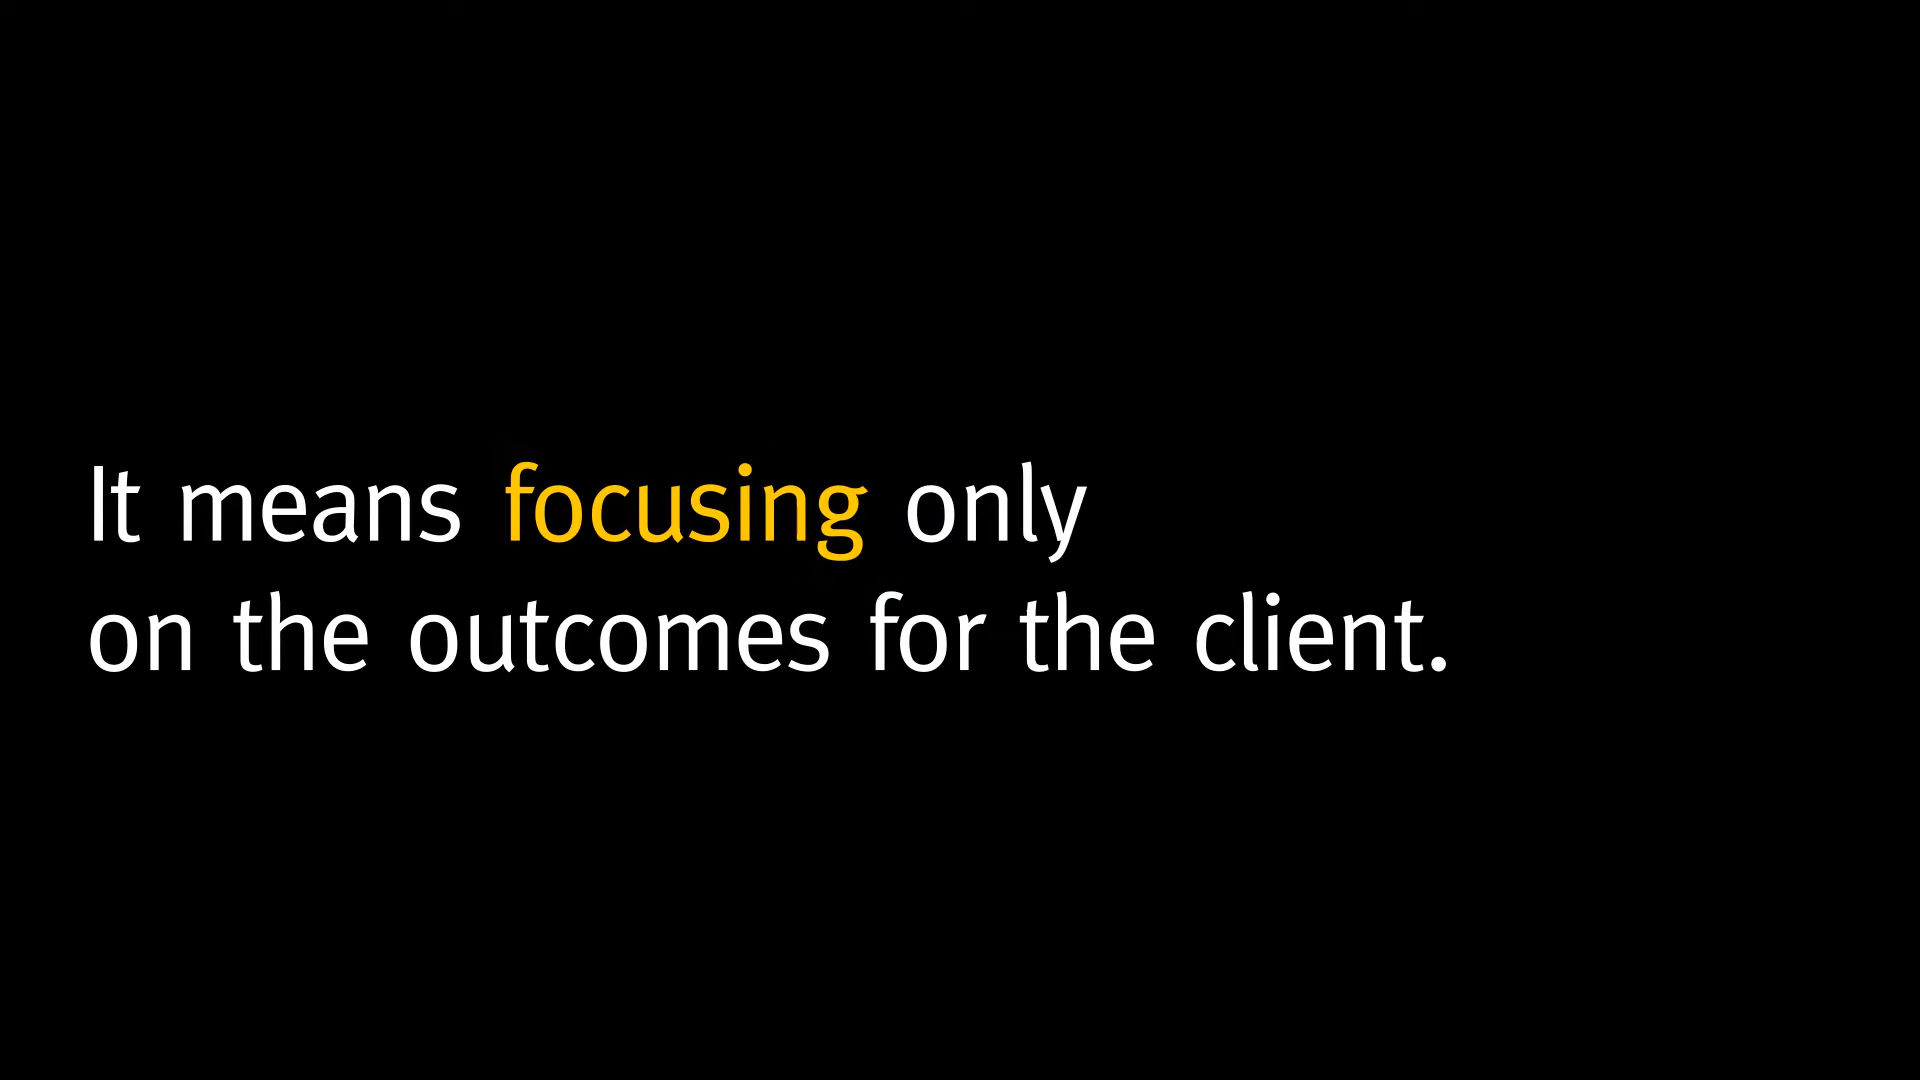 It means focusing only
on the outcomes for the client.